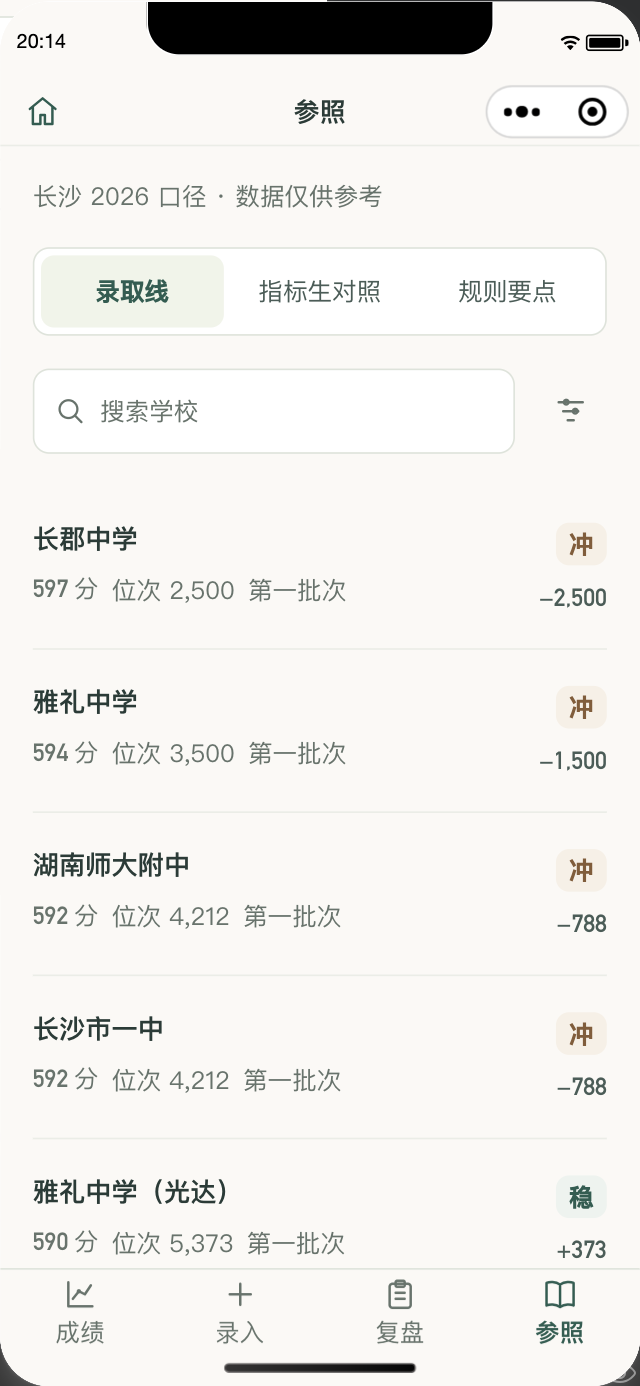 20:14
参照
长沙 2026 口径 · 数据仅供参考
录取线 指标生对照 规则要点
搜索学校
长郡中学 冲
597 分 位次 2,500 第一批次 −2,500
雅礼中学 冲
594 分 位次 3,500 第一批次 −1,500
湖南师大附中 冲
592 分 位次 4,212 第一批次 −788
长沙市一中 冲
592 分 位次 4,212 第一批次 −788
雅礼中学（光达） 稳
590 分 位次 5,373 第一批次 +373
成绩 录入 复盘 参照